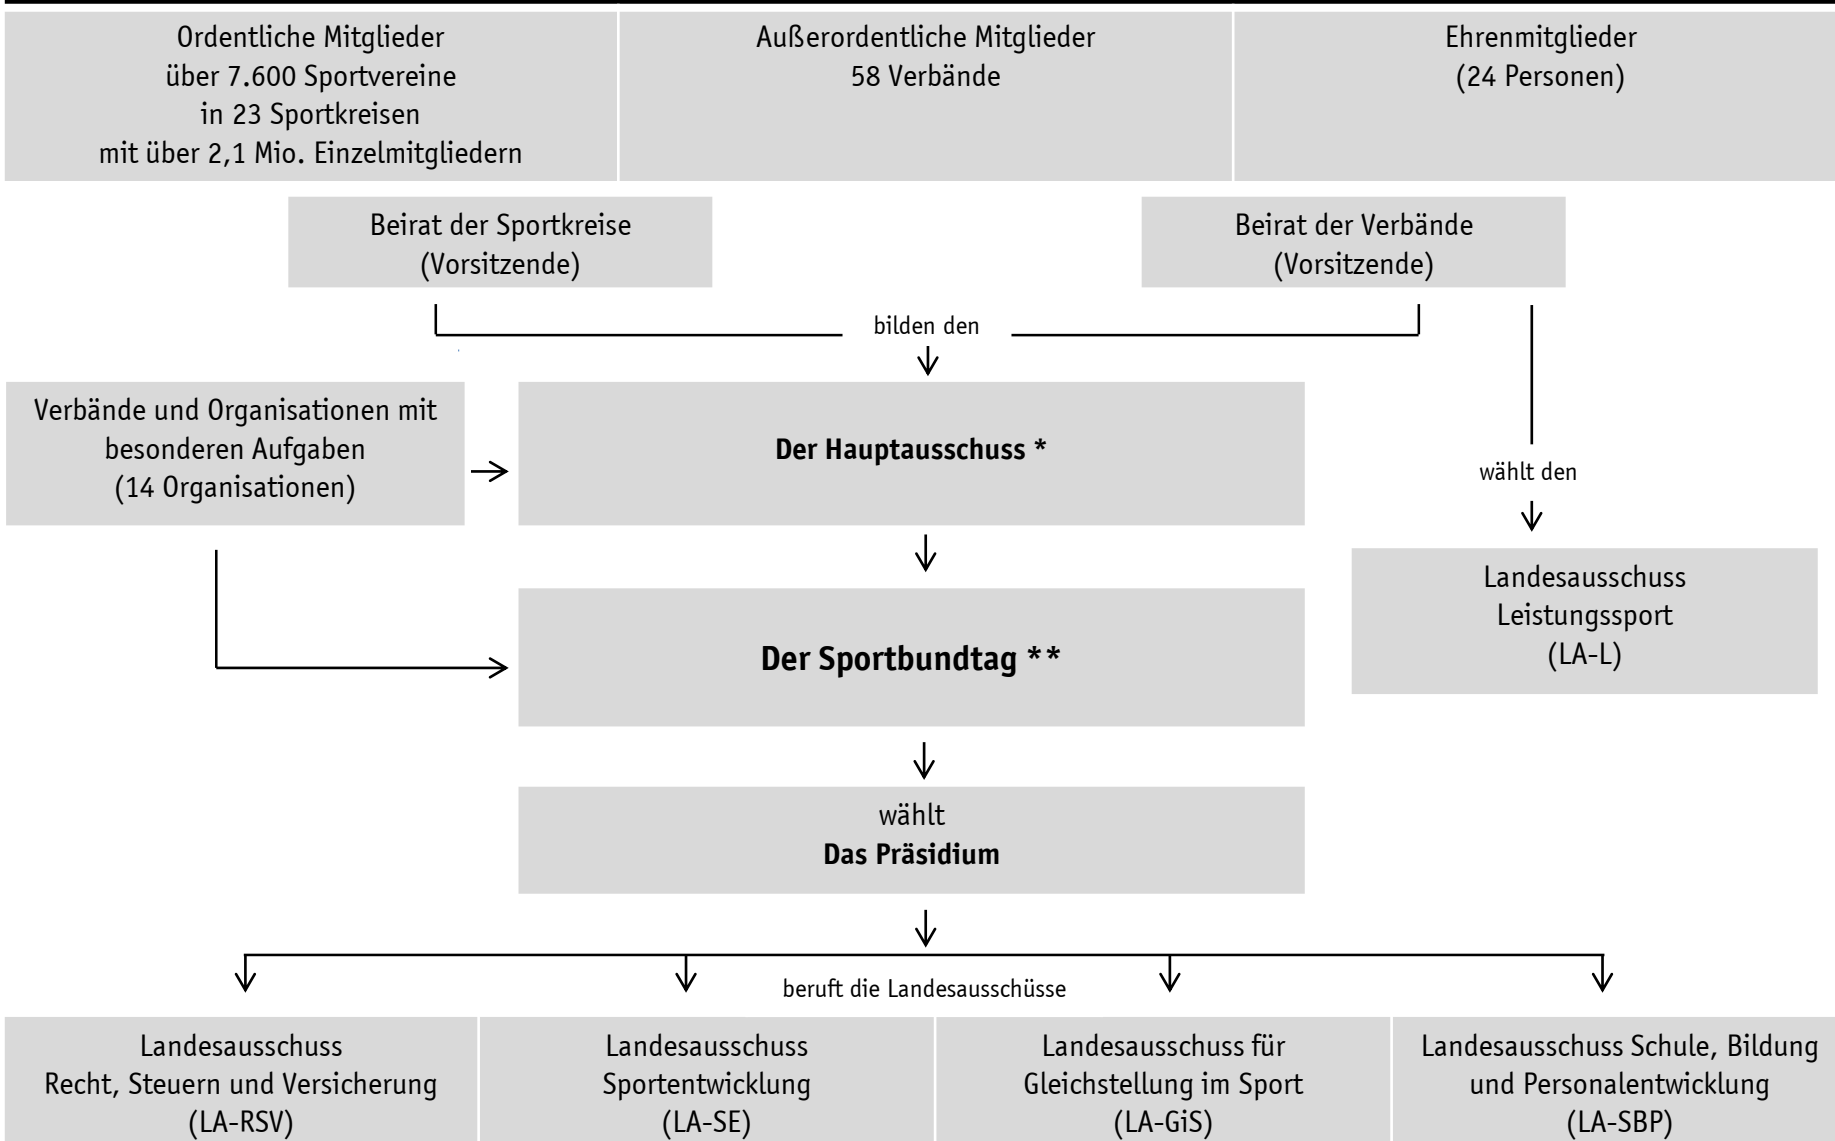 Ordentliche Mitglieder
über 7.600 Sportvereine
in 23 Sportkreisen
mit über 2,1 Mio. Einzelmitgliedern
Außerordentliche Mitglieder
58 Verbände
Ehrenmitglieder
(24 Personen)
Beirat der Sportkreise
(Vorsitzende)
Beirat der Verbände
(Vorsitzende)
bilden den
Verbände und Organisationen mit
besonderen Aufgaben
(14 Organisationen)
Der Hauptausschuss *
wählt den
Landesausschuss
Leistungssport
(LA-L)
Der Sportbundtag **
wählt
Das Präsidium
beruft die Landesausschüsse
Landesausschuss
Recht, Steuern und Versicherung
(LA-RSV)
Landesausschuss
Sportentwicklung
(LA-SE)
Landesausschuss für
Gleichstellung im Sport
(LA-GiS)
Landesausschuss Schule, Bildung
und Personalentwicklung
(LA-SBP)